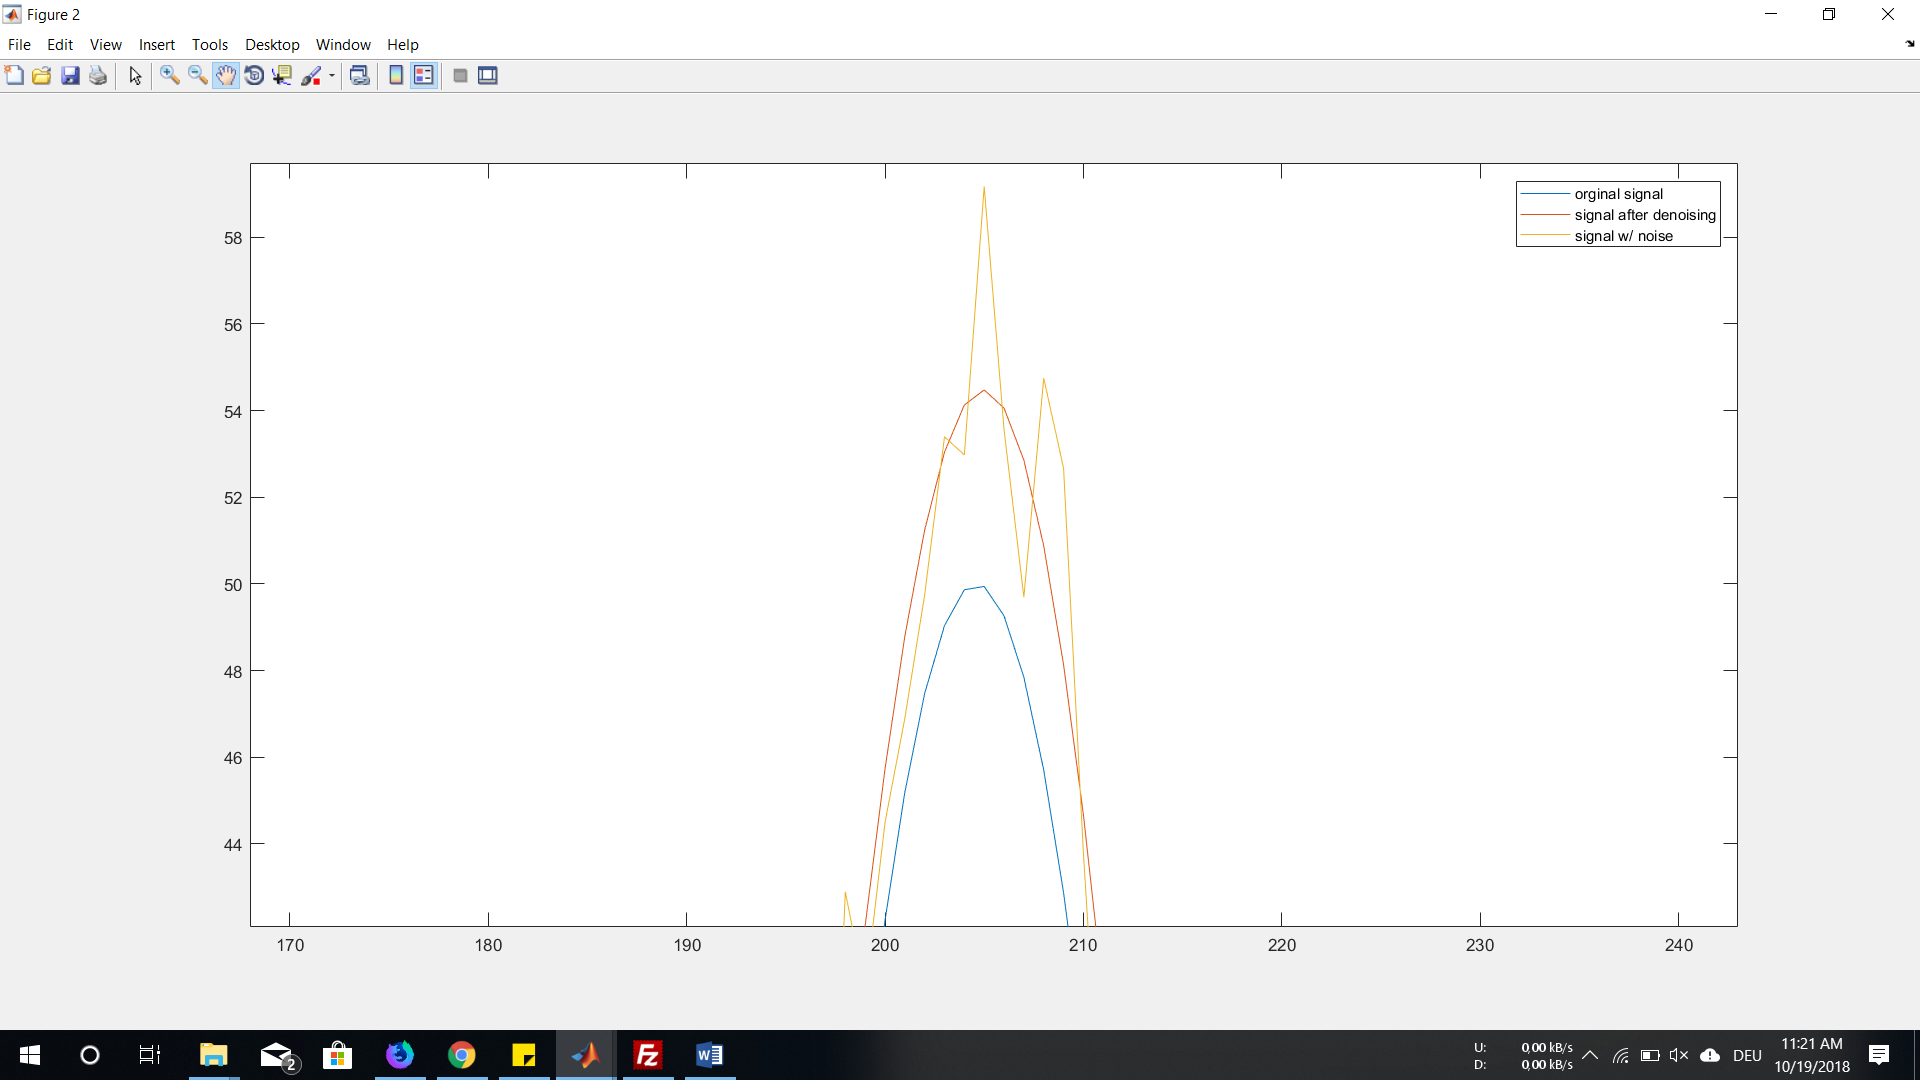 Figure 2
File Edit View Insert Tools Desktop Window Help
orginal signal
signal after denoising
signal w/ noise
58
56
54
52
50
48
46
44
170 180 190 200 210 220 230 240
2
Fz
W
U: 0,00 kB/s
D: 0,00 kB/s
DEU
11:21 AM
10/19/2018